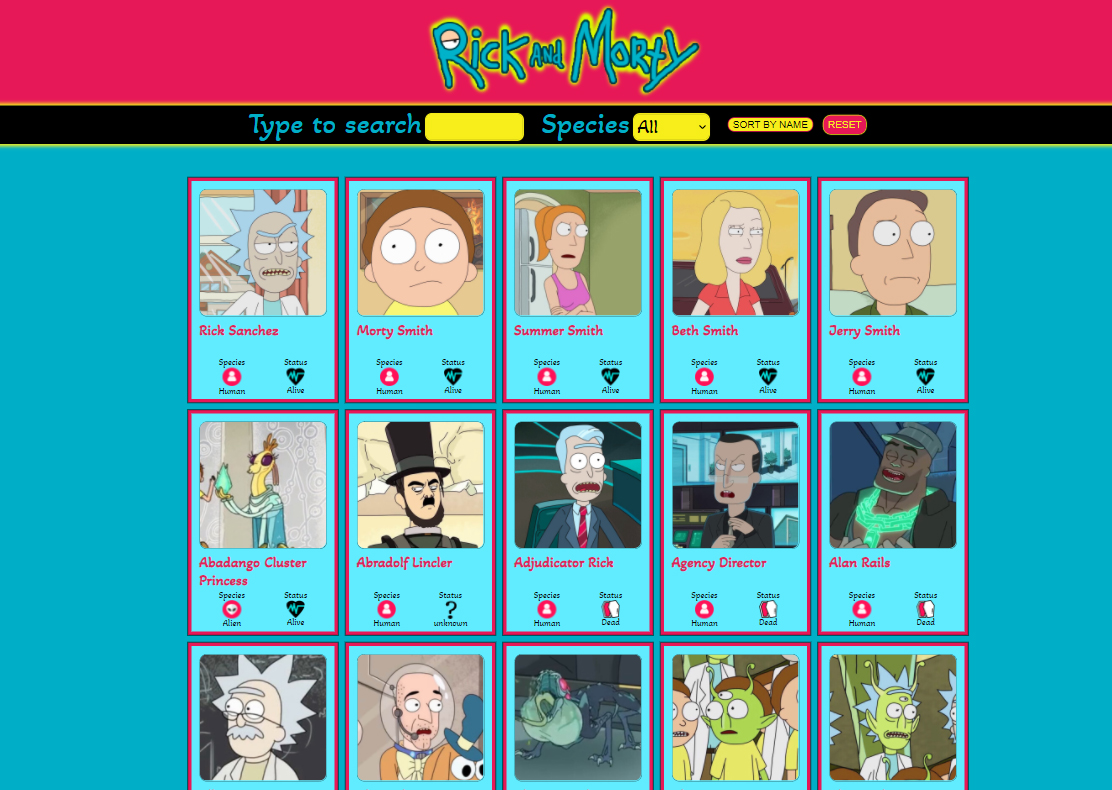 Rick and Morty
Type to search Species All SORT BY NAME RESET
Rick Sanchez Morty Smith Summer Smith Beth Smith Jerry Smith
Species Status Species Status Species Status Species Status Species Status
Human Alive Human Alive Human Alive Human Alive Human Alive
Abadango Cluster Princess Abradolf Lincler Adjudicator Rick Agency Director Alan Rails
Species Status Species Status Species Status Species Status Species Status
Alien Alive Human unknown Human Dead Human Dead Human Dead